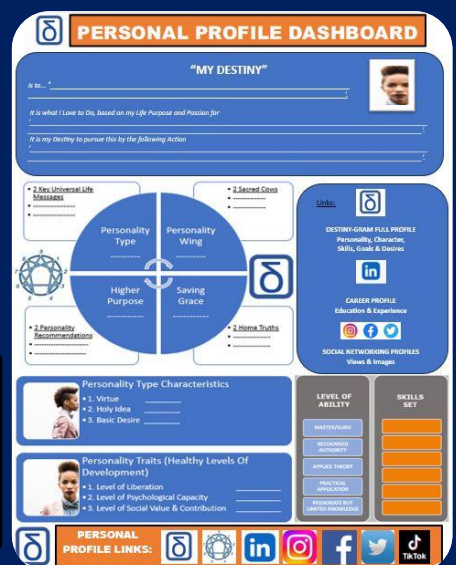 δ PERSONAL PROFILE DASHBOARD
"MY DESTINY"
is to... "
It is what I Love to Do, based on my Life Purpose and Passion for
It is my Destiny to pursue this by the following Action
• 2 Key Universal Life
Messages
• 2 Sacred Cows
Personality
Type
Personality
Wing
Higher
Purpose
Saving
Grace
• 2 Personality
Recommendations
• 2 Home Truths
Links:
δ
DESTINY-GRAM FULL PROFILE
Personality, Character,
Skills, Goals & Desires
in
CAREER PROFILE
Education & Experience
SOCIAL NETWORKING PROFILES
Views & Images
δ
Personality Type Characteristics
• 1. Virtue
• 2. Holy Idea
• 3. Basic Desire
Personality Traits (Healthy Levels Of
Development)
• 1. Level of Liberation
• 2. Level of Psychological Capacity
• 3. Level of Social Value & Contribution
LEVEL OF
ABILITY
SKILLS
SET
MASTER/GURU
RECOGNISED
AUTHORITY
APPLIED THEORY
PRACTICAL
APPLICATION
PASSIONATE BUT
LIMITED KNOWLEDGE
δ PERSONAL
PROFILE LINKS:
δ in f
TikTok